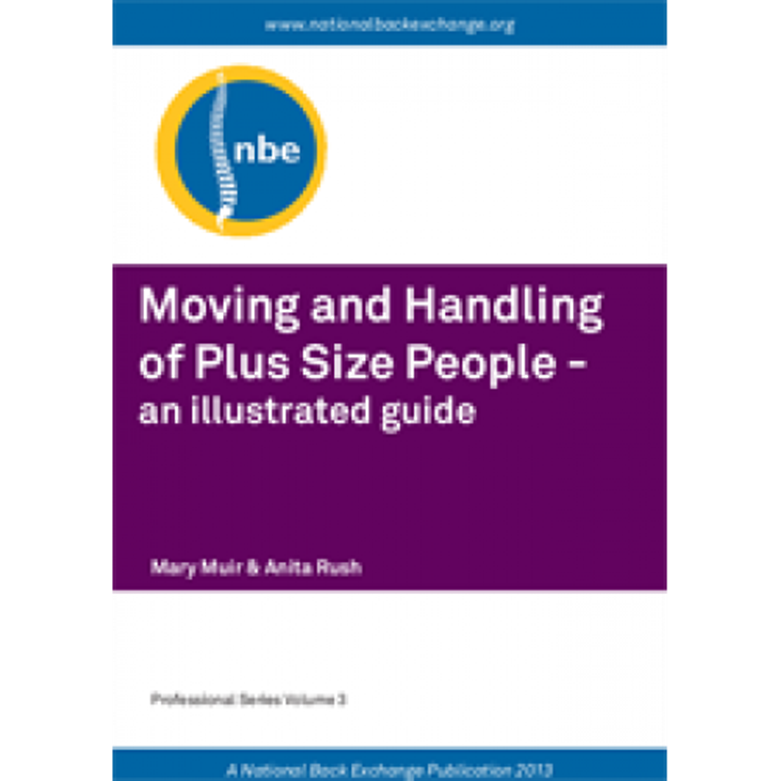 www.nationalbackexchange.org
nbe
Moving and Handling
of Plus Size People -
an illustrated guide
Mary Muir & Anita Rush
Professional Series Volume 3
A National Back Exchange Publication 2013